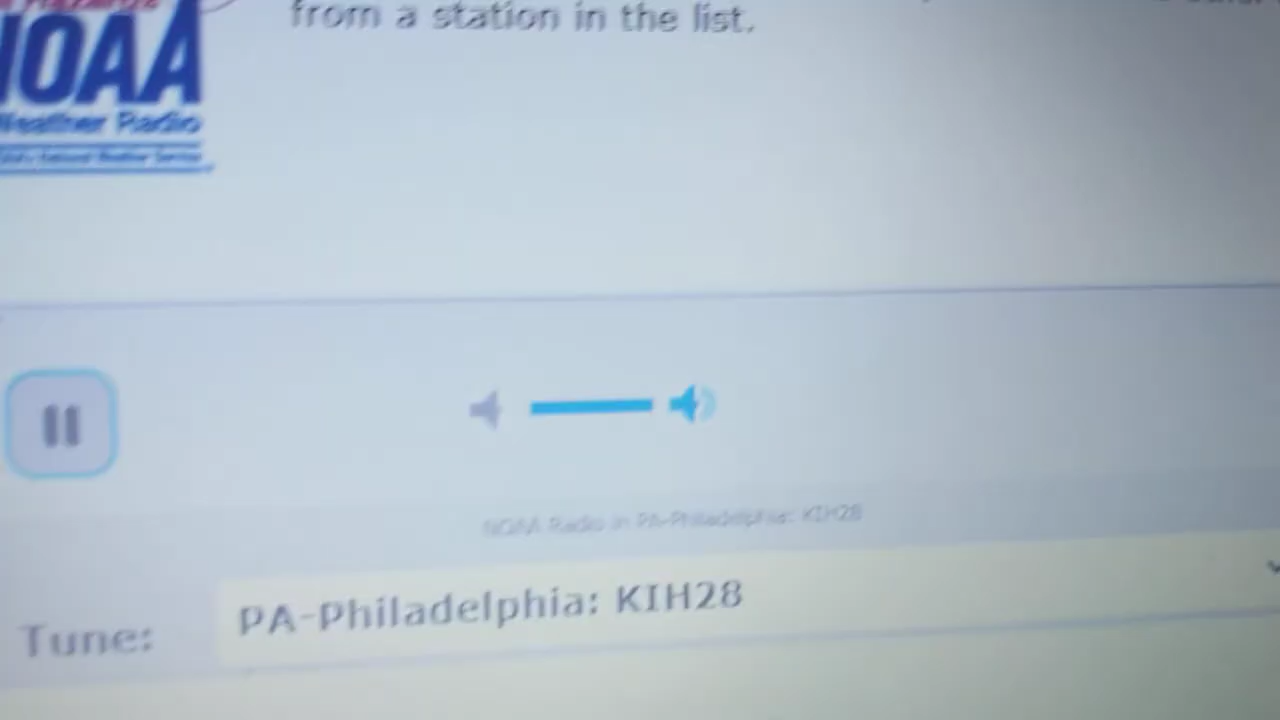 from a station in the list.
NOAA
Weather Radio
NOAA Radio in PA-Philadelphia: KIH28
Tune:
PA-Philadelphia: KIH28